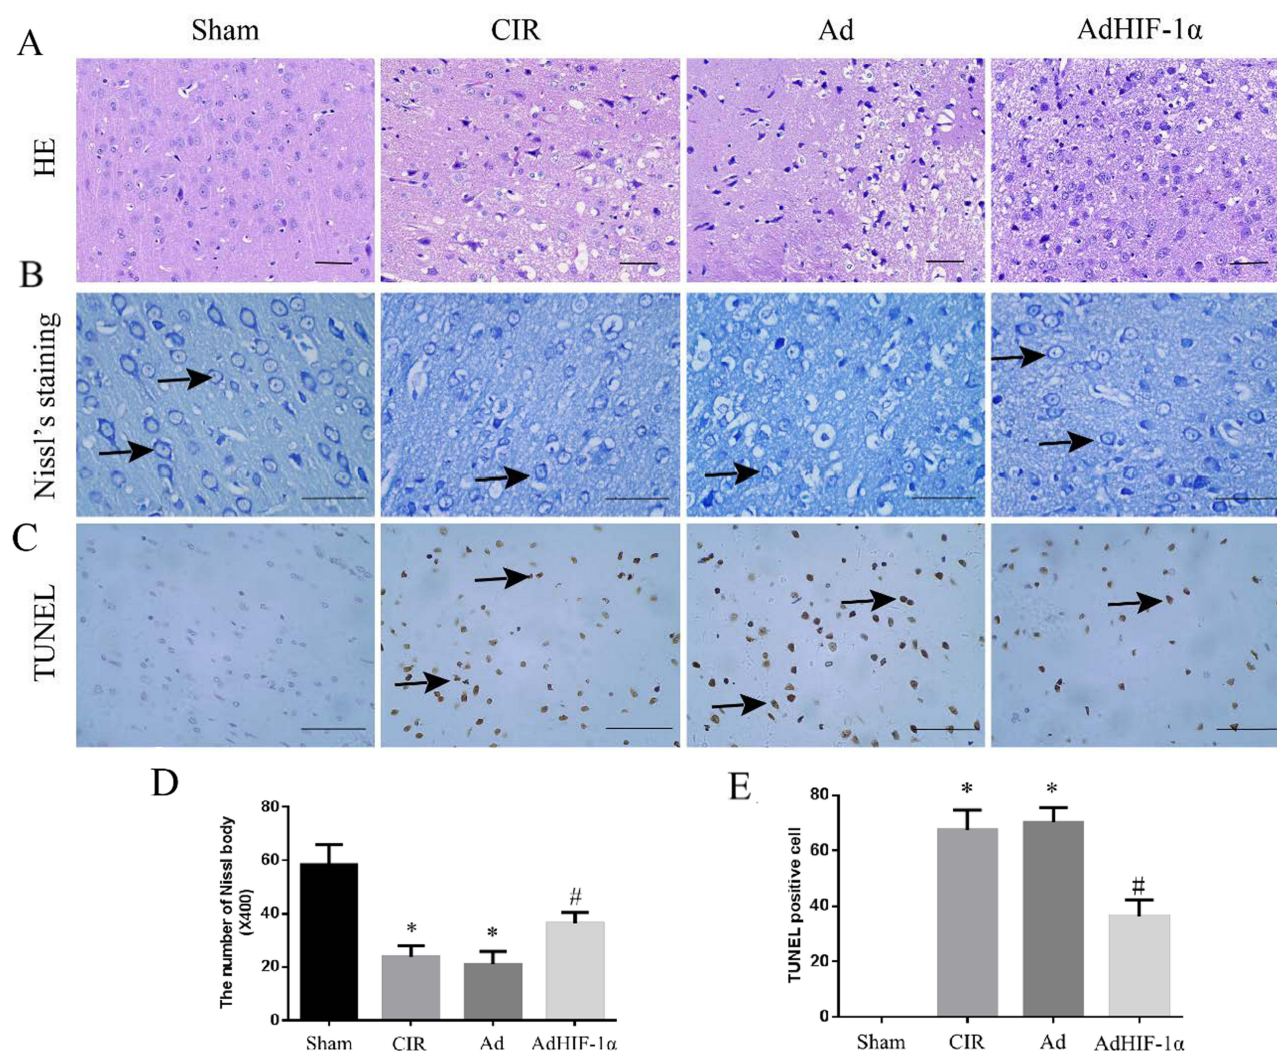 A
Sham CIR Ad AdHIF-1α
HE
B
Nissl's staining
C
TUNEL
D
The number of Nissl body
(X400)
80
60
40
20
0
*
*
#
Sham CIR Ad AdHIF-1α
E
TUNEL positive cell
80
60
40
20
0
*
*
#
Sham CIR Ad AdHIF-1α